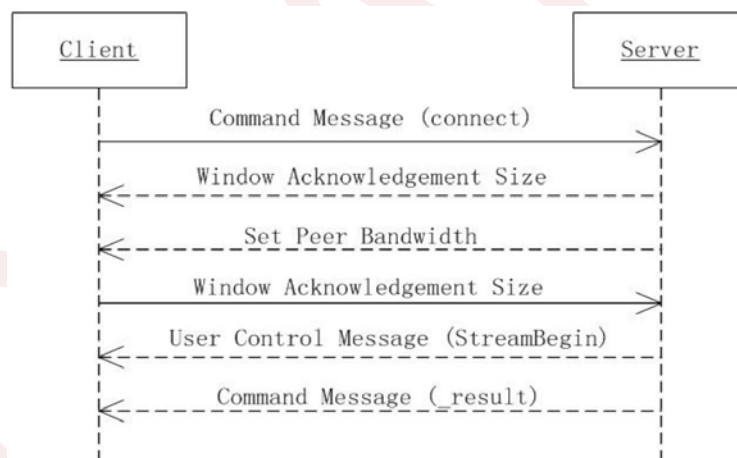 Client
Server
Command Message (connect)
Window Acknowledgement Size
Set Peer Bandwidth
Window Acknowledgement Size
User Control Message (StreamBegin)
Command Message (_result)